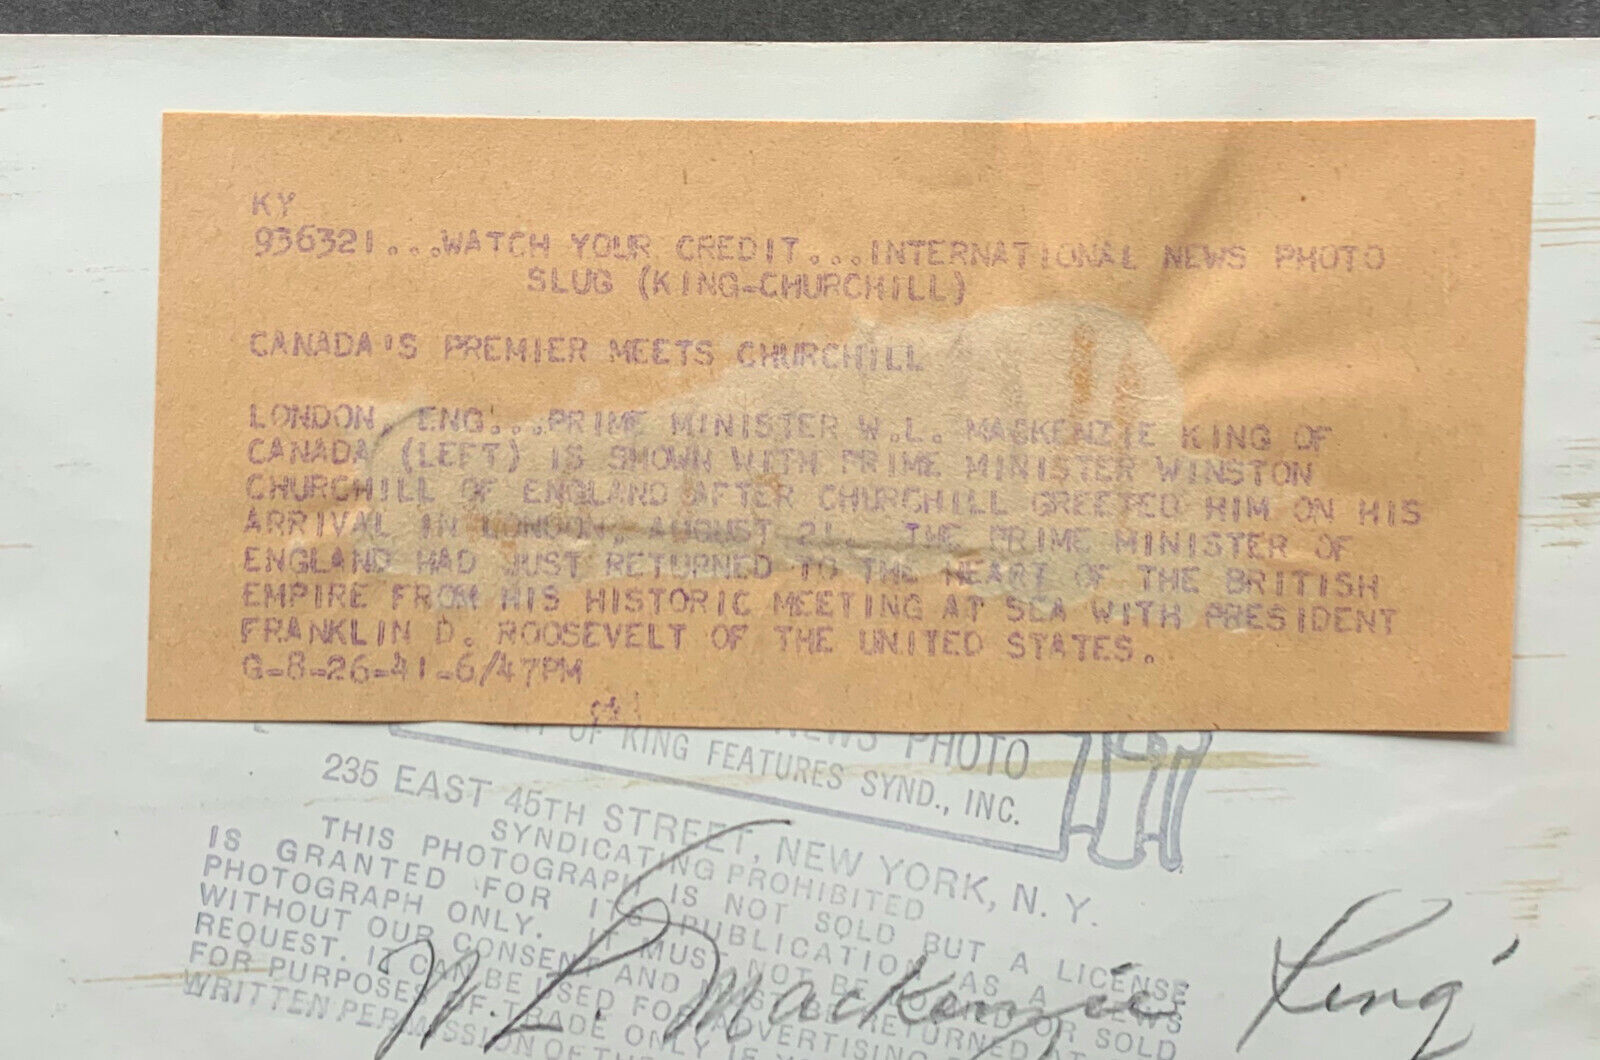 KY
936321...WATCH YOUR CREDIT...INTERNATIONAL NEWS PHOTO
SLUG (KING-CHURCHILL)
CANADA'S PREMIER MEETS CHURCHILL
LONDON, ENG...PRIME MINISTER W.L. MASKENZIE KING OF
CANADA (LEFT) IS SHOWN WITH PRIME MINISTER WINSTON
CHURCHILL OF ENGLAND AFTER CHURCHILL GREETED HIM ON HIS
ARRIVAL IN LONDON, AUGUST 21. THE PRIME MINISTER OF
ENGLAND HAD JUST RETURNED TO THE HEART OF THE BRITISH
EMPIRE FROM HIS HISTORIC MEETING AT SEA WITH PRESIDENT
FRANKLIN D. ROOSEVELT OF THE UNITED STATES.
G-8-26-41-6/47PM
NEWS PHOTO
OF KING FEATURES SYND., INC.
235 EAST 45TH STREET, NEW YORK, N. Y.
SYNDICATING PROHIBITED
THIS PHOTOGRAPH IS NOT SOLD BUT A LICENSE
IS GRANTED FOR ITS PUBLICATION AS A NEWS
PHOTOGRAPH ONLY. IT MUST NOT BE LOANED OR SOLD
WITHOUT OUR CONSENT AND MUST BE RETURNED AT
REQUEST. IT CAN BE USED FOR ADVERTISING
FOR PURPOSES OF TRADE ONLY IF
WRITTEN PERMISSION OF
W. L. Mackenzie King